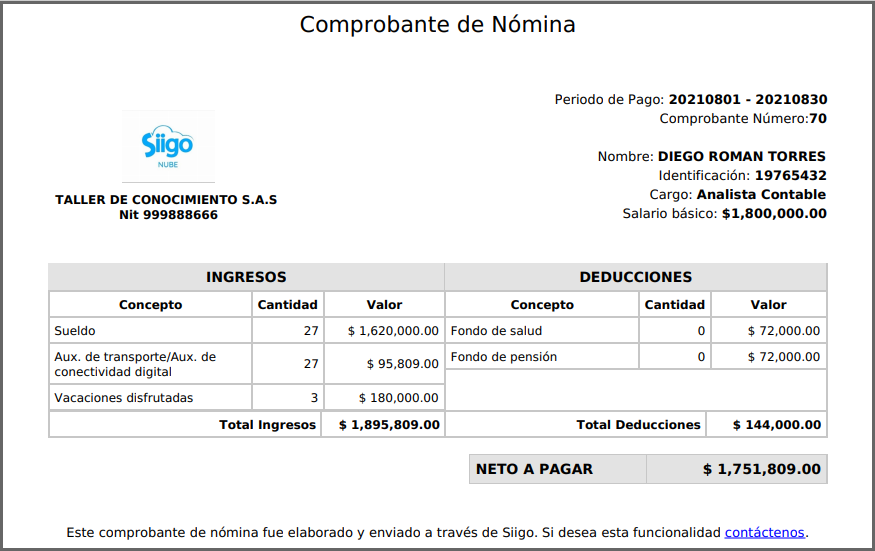 Comprobante de Nómina
Periodo de Pago: 20210801 - 20210830
Comprobante Número:70
Siigo
NUBE
TALLER DE CONOCIMIENTO S.A.S
Nit 999888666
Nombre: DIEGO ROMAN TORRES
Identificación: 19765432
Cargo: Analista Contable
Salario básico: $1,800,000.00
INGRESOS DEDUCCIONES
Concepto Cantidad Valor Concepto Cantidad Valor
Sueldo 27 $ 1,620,000.00 Fondo de salud 0 $ 72,000.00
Aux. de transporte/Aux. de
conectividad digital 27 $ 95,809.00 Fondo de pensión 0 $ 72,000.00
Vacaciones disfrutadas 3 $ 180,000.00
Total Ingresos $ 1,895,809.00 Total Deducciones $ 144,000.00
NETO A PAGAR $ 1,751,809.00
Este comprobante de nómina fue elaborado y enviado a través de Siigo. Si desea esta funcionalidad contáctenos.